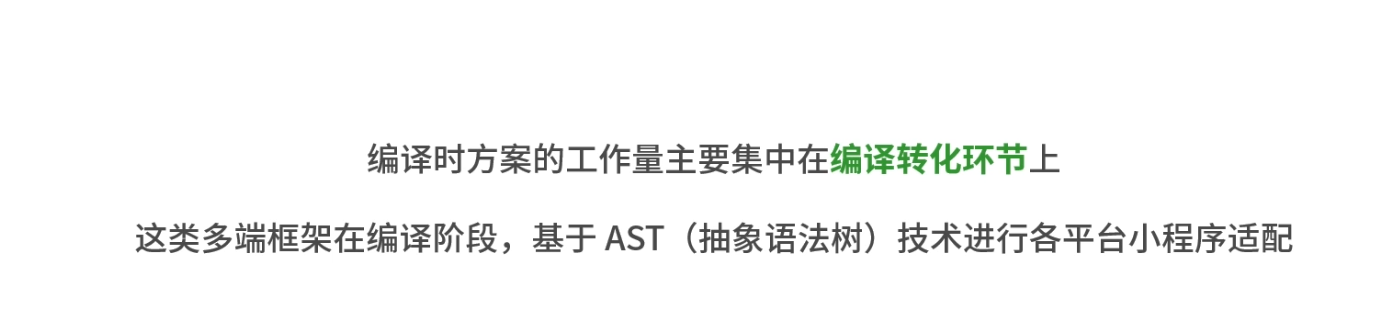 编译时方案的工作量主要集中在编译转化环节上
这类多端框架在编译阶段，基于 AST（抽象语法树）技术进行各平台小程序适配